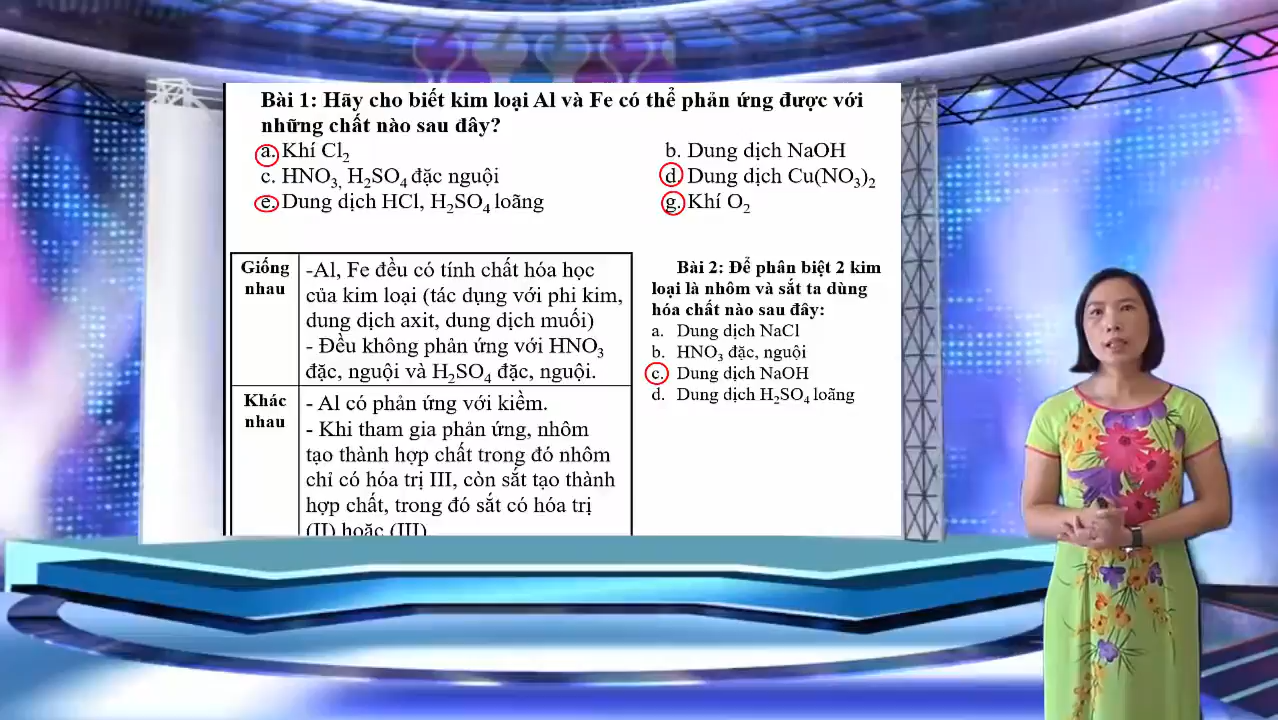 Bài 1: Hãy cho biết kim loại Al và Fe có thể phản ứng được với
những chất nào sau đây?
a. Khí Cl2
b. Dung dịch NaOH
c. HNO3, H2SO4 đặc nguội
d. Dung dịch Cu(NO3)2
e. Dung dịch HCl, H2SO4 loãng
g. Khí O2
Giống
nhau
-Al, Fe đều có tính chất hóa học
của kim loại (tác dụng với phi kim,
dung dịch axit, dung dịch muối)
- Đều không phản ứng với HNO3
đặc, nguội và H2SO4 đặc, nguội.
Khác
nhau
- Al có phản ứng với kiềm.
- Khi tham gia phản ứng, nhôm
tạo thành hợp chất trong đó nhôm
chỉ có hóa trị III, còn sắt tạo thành
hợp chất, trong đó sắt có hóa trị
(II) hoặc (III)
Bài 2: Để phân biệt 2 kim
loại là nhôm và sắt ta dùng
hóa chất nào sau đây:
a. Dung dịch NaCl
b. HNO3 đặc, nguội
c. Dung dịch NaOH
d. Dung dịch H2SO4 loãng